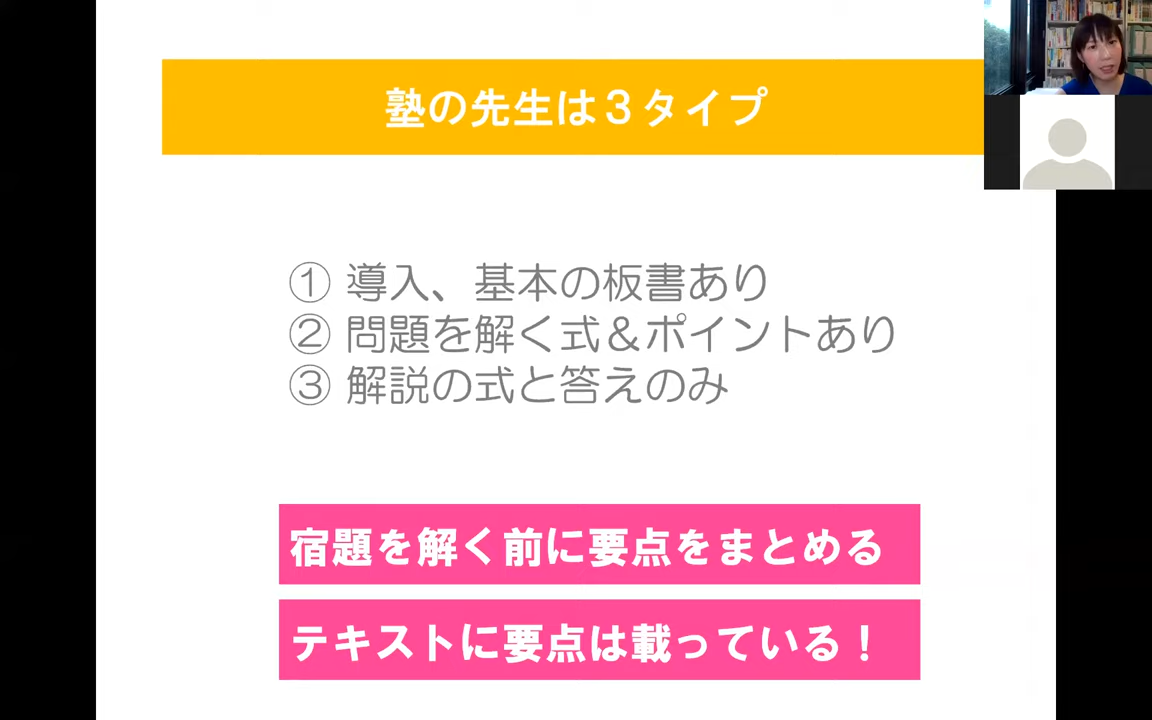 塾の先生は３タイプ
① 導入、基本の板書あり
② 問題を解く式＆ポイントあり
③ 解説の式と答えのみ
宿題を解く前に要点をまとめる
テキストに要点は載っている！